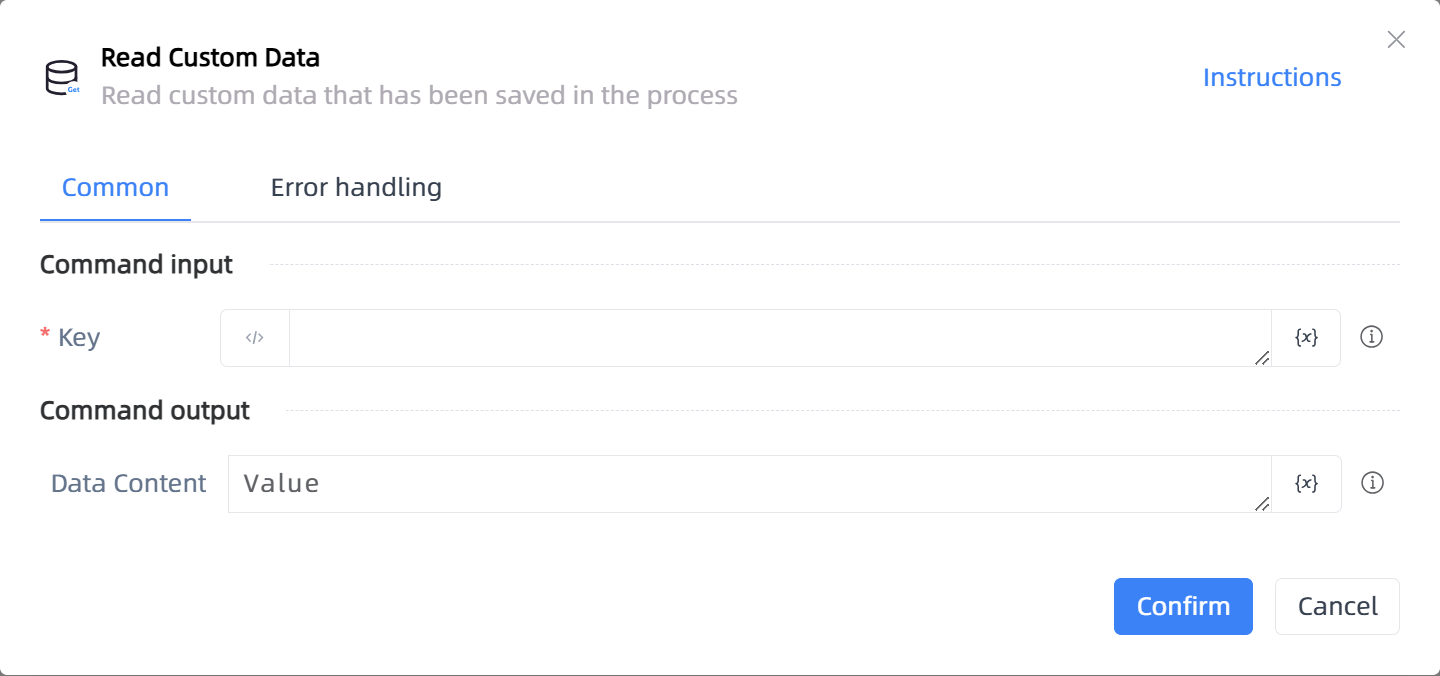 Read Custom Data
Get
Read custom data that has been saved in the process
Instructions
Common
Error handling
Command input
* Key
</>
{x}
Command output
Data Content
Value
{x}
Confirm
Cancel